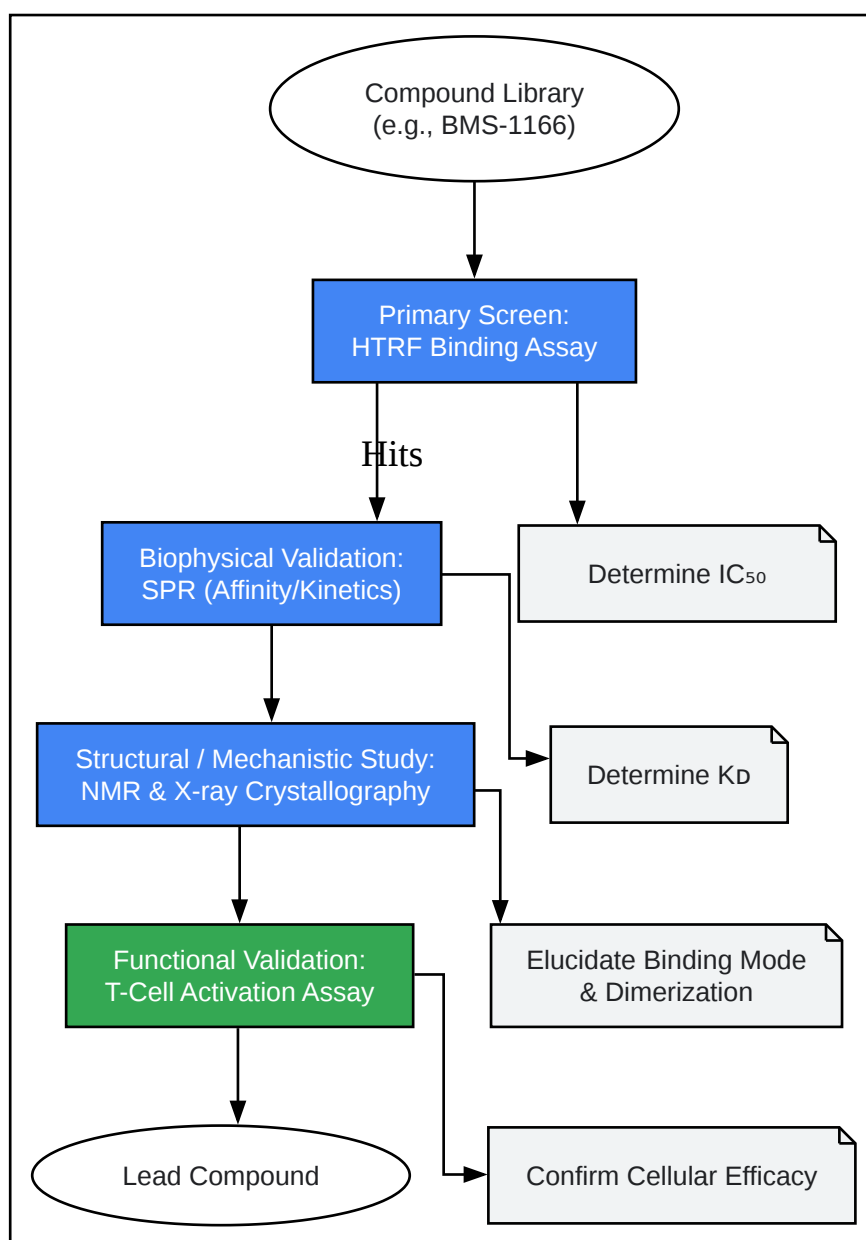 Compound Library
(e.g., BMS-1166)
Primary Screen:
HTRF Binding Assay
Hits
Biophysical Validation:
SPR (Affinity/Kinetics)
Determine IC₅₀
Structural / Mechanistic Study:
NMR & X-ray Crystallography
Determine Kᴅ
Functional Validation:
T-Cell Activation Assay
Elucidate Binding Mode
& Dimerization
Lead Compound
Confirm Cellular Efficacy